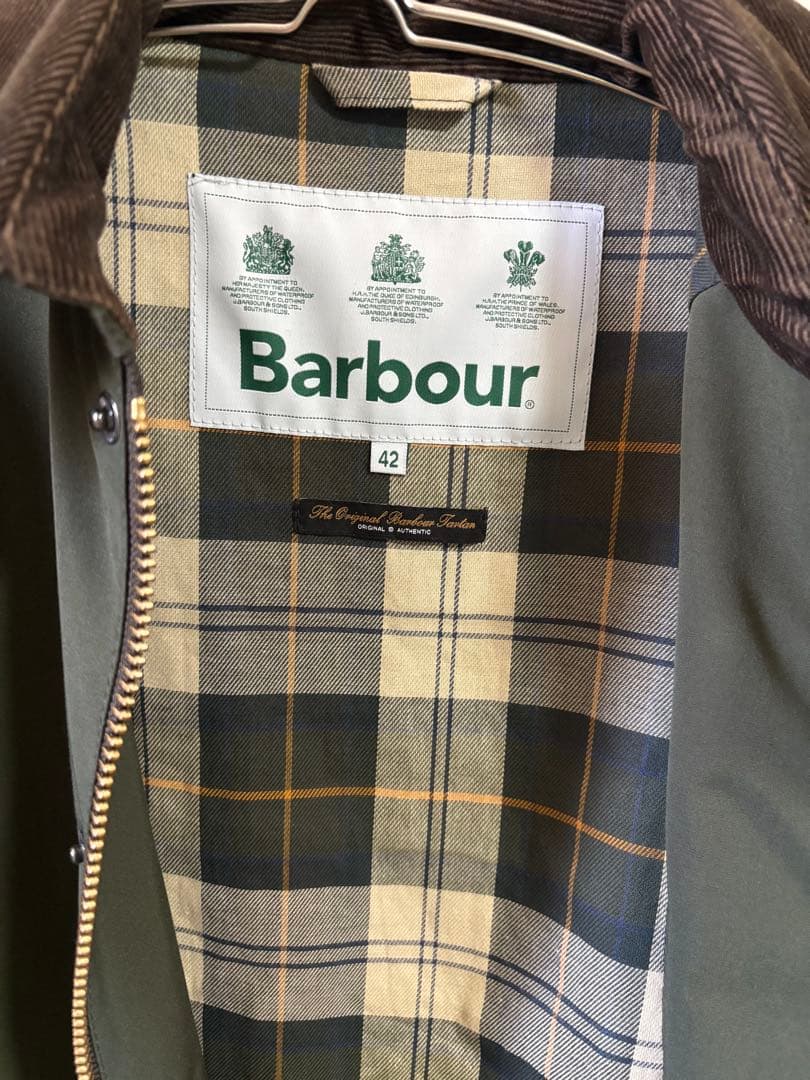 BY APPOINTMENT TO
HER MAJESTY THE QUEEN.
MANUFACTURERS OF WATERPROOF
AND PROTECTIVE CLOTHING
J.BARBOUR & SONS LTD.,
SOUTH SHIELDS.
BY APPOINTMENT TO
H.R.H. THE DUKE OF EDINBURGH,
MANUFACTURERS OF WATERPROOF
AND PROTECTIVE CLOTHING
J.BARBOUR & SONS LTD.,
SOUTH SHIELDS.
BY APPOINTMENT TO
H.R.H. THE PRINCE OF WALES,
MANUFACTURERS OF WATERPROOF
AND PROTECTIVE CLOTHING
J.BARBOUR & SONS LTD.,
SOUTH SHIELDS.
Barbour®
42
The Original Barbour Tartan
ORIGINAL & AUTHENTIC